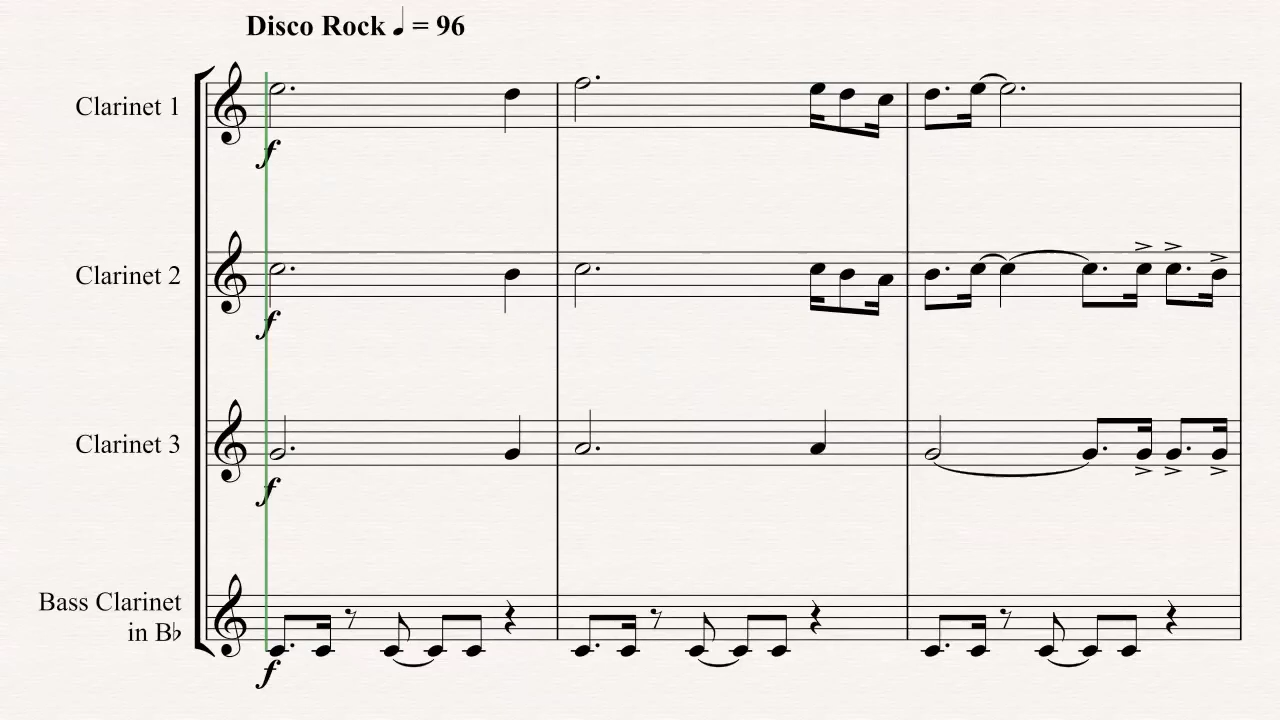 Disco Rock ♩ = 96
Clarinet 1
f
Clarinet 2
f
Clarinet 3
f
Bass Clarinet
in B♭
f